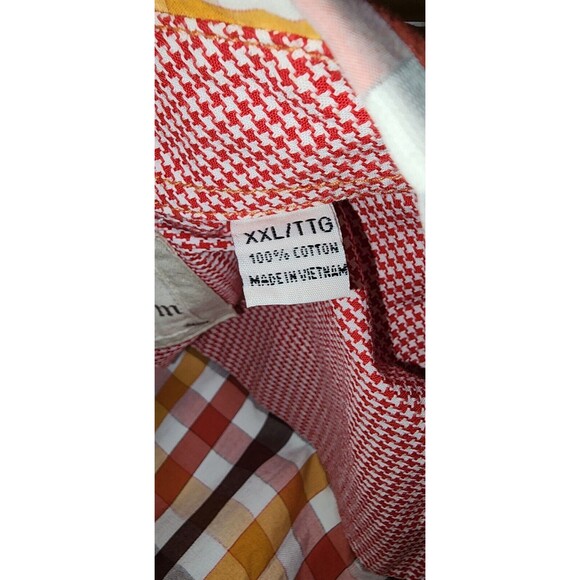 XXL/TTG
100% COTTON
MADE IN VIETNAM
m